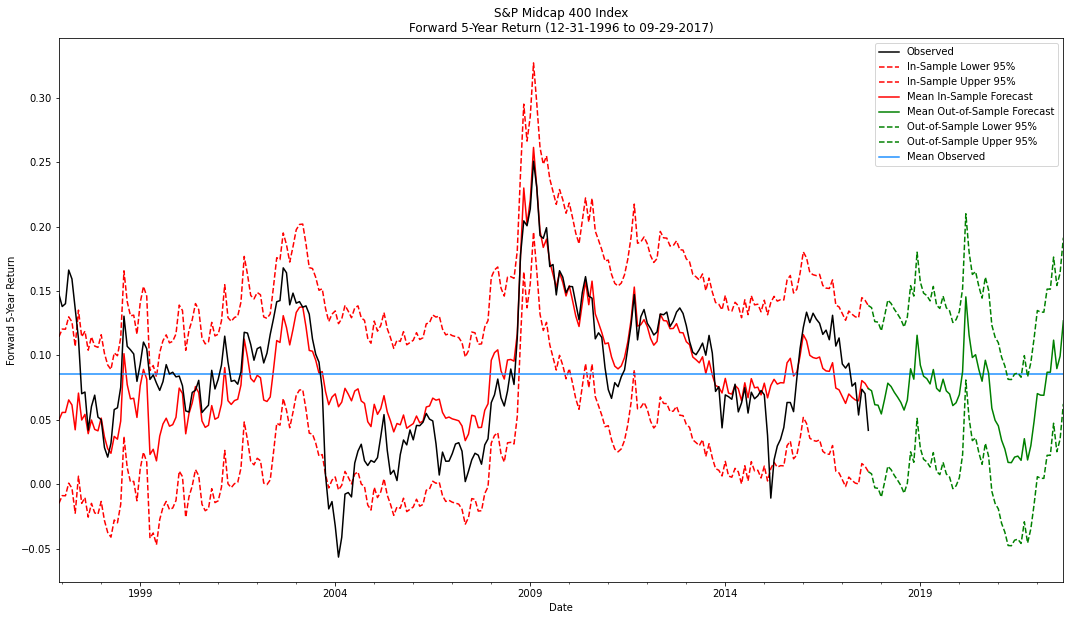 S&P Midcap 400 Index
Forward 5-Year Return (12-31-1996 to 09-29-2017)
Observed
In-Sample Lower 95%
In-Sample Upper 95%
Mean In-Sample Forecast
Mean Out-of-Sample Forecast
Out-of-Sample Lower 95%
Out-of-Sample Upper 95%
Mean Observed
Forward 5-Year Return
0.30
0.25
0.20
0.15
0.10
0.05
0.00
−0.05
1999
2004
2009
2014
2019
Date